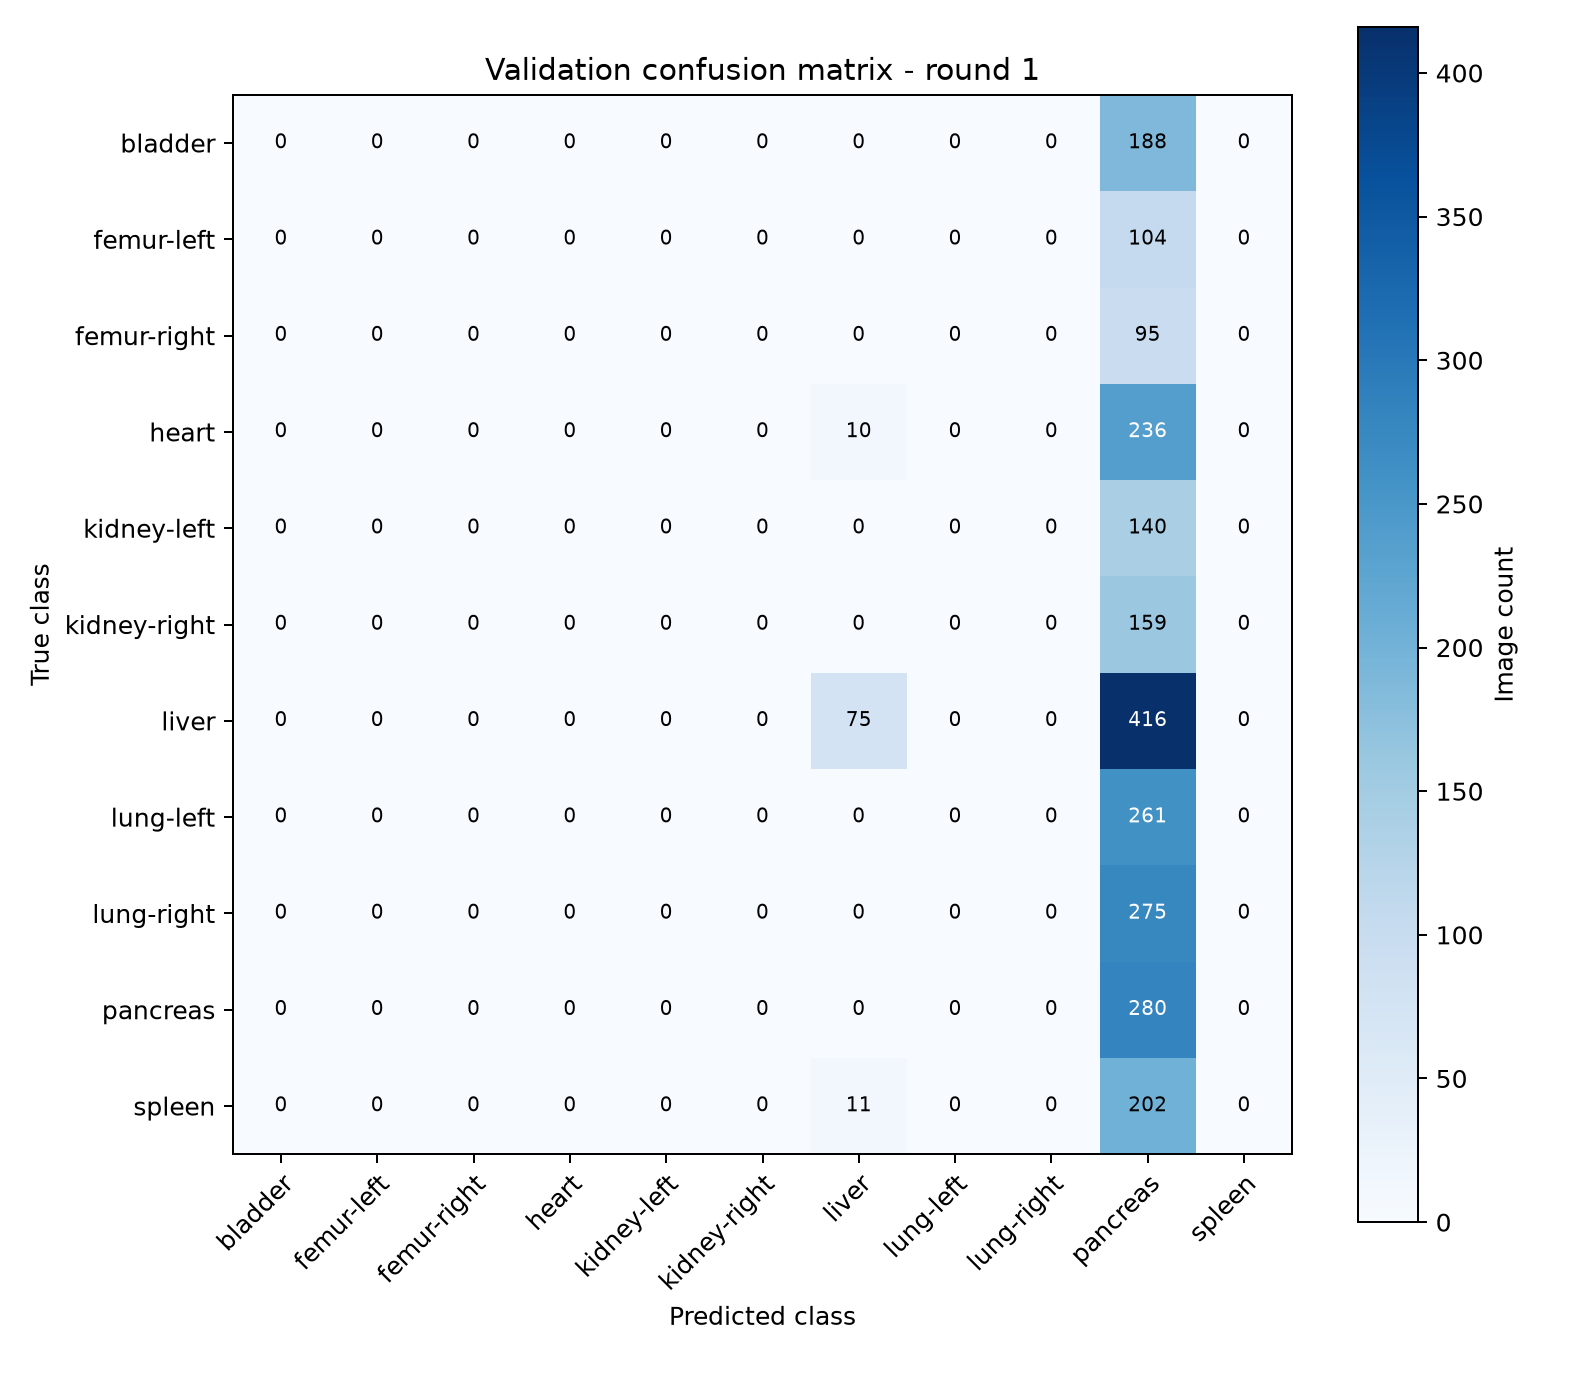 Validation confusion matrix - round 1
bladder 0 0 0 0 0 0 0 0 0 188 0
femur-left 0 0 0 0 0 0 0 0 0 104 0
femur-right 0 0 0 0 0 0 0 0 0 95 0
heart 0 0 0 0 0 0 10 0 0 236 0
kidney-left 0 0 0 0 0 0 0 0 0 140 0
kidney-right 0 0 0 0 0 0 0 0 0 159 0
liver 0 0 0 0 0 0 75 0 0 416 0
lung-left 0 0 0 0 0 0 0 0 0 261 0
lung-right 0 0 0 0 0 0 0 0 0 275 0
pancreas 0 0 0 0 0 0 0 0 0 280 0
spleen 0 0 0 0 0 0 11 0 0 202 0
True class
bladder femur-left femur-right heart kidney-left kidney-right liver lung-left lung-right pancreas spleen
Predicted class
400
350
300
250
200
150
100
50
0
Image count